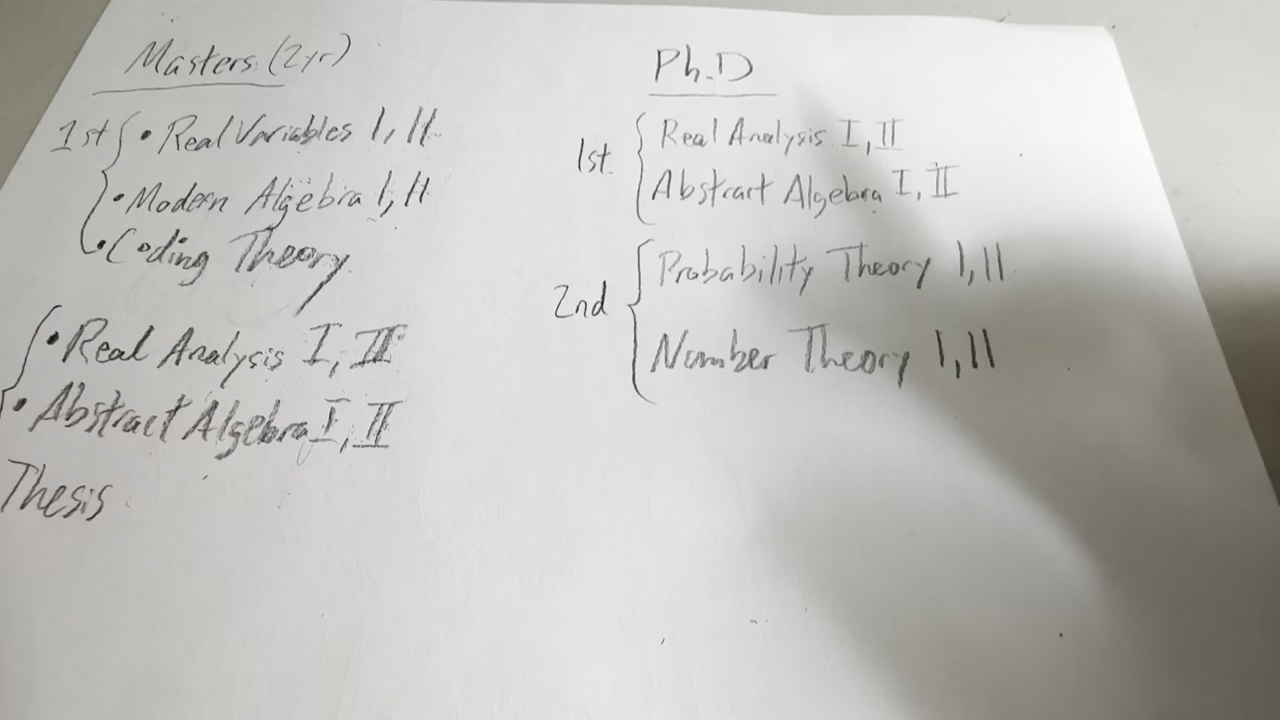 Masters (2yr)
1st
• Real Variables I, II
• Modern Algebra I, II
• Coding Theory
• Real Analysis I, II
• Abstract Algebra I, II
Thesis
Ph.D
1st
Real Analysis I, II
Abstract Algebra I, II
2nd
Probability Theory I, II
Number Theory I, II